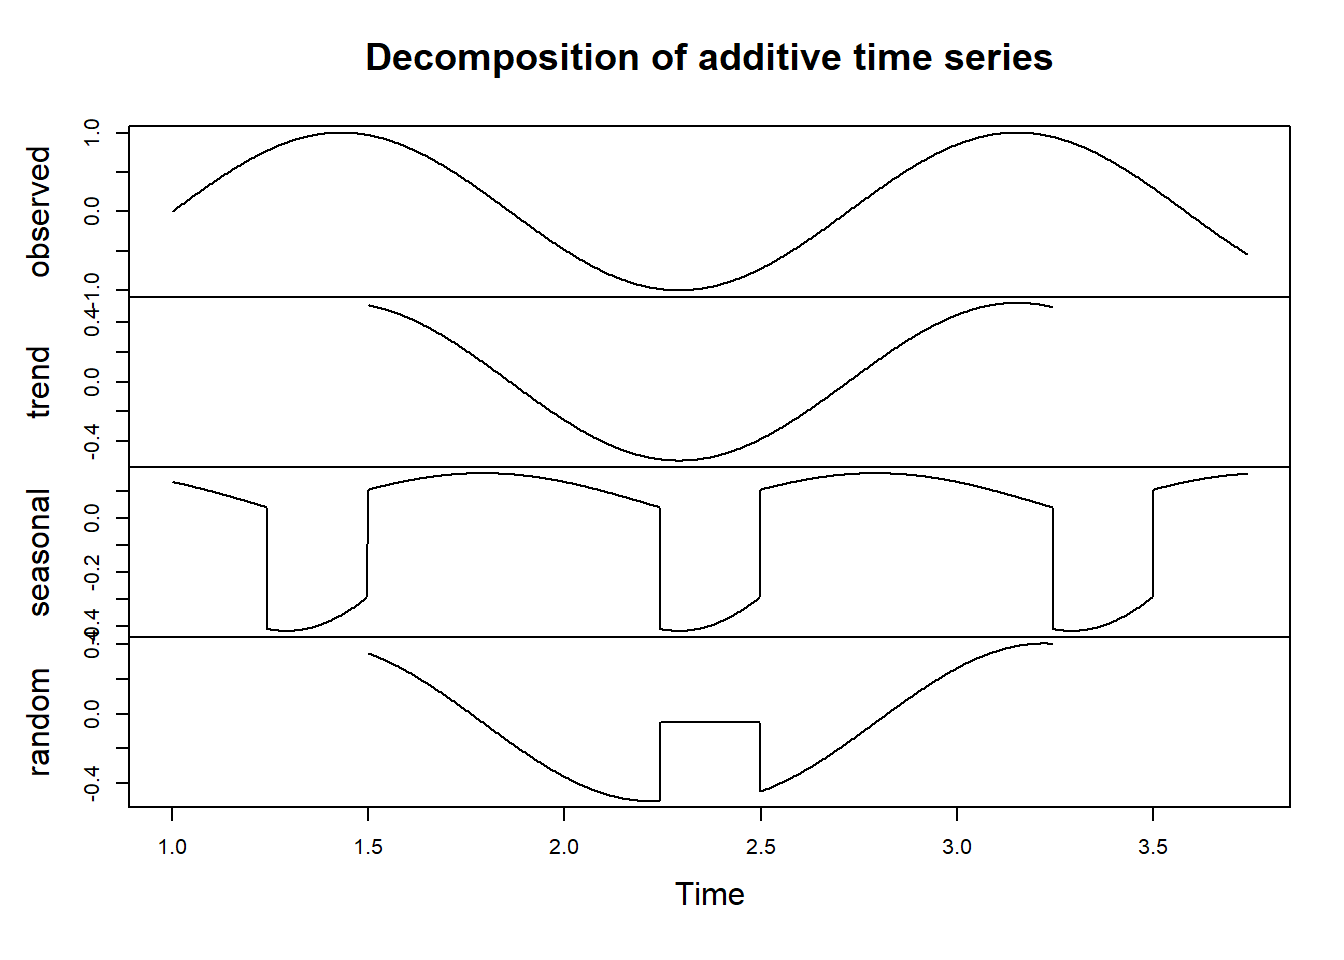 Decomposition of additive time series
observed
-1.0 0.0 1.0
trend
-0.4 0.0 0.4
seasonal
-0.4 -0.2 0.0
random
-0.4 0.0 0.4
1.0 1.5 2.0 2.5 3.0 3.5
Time